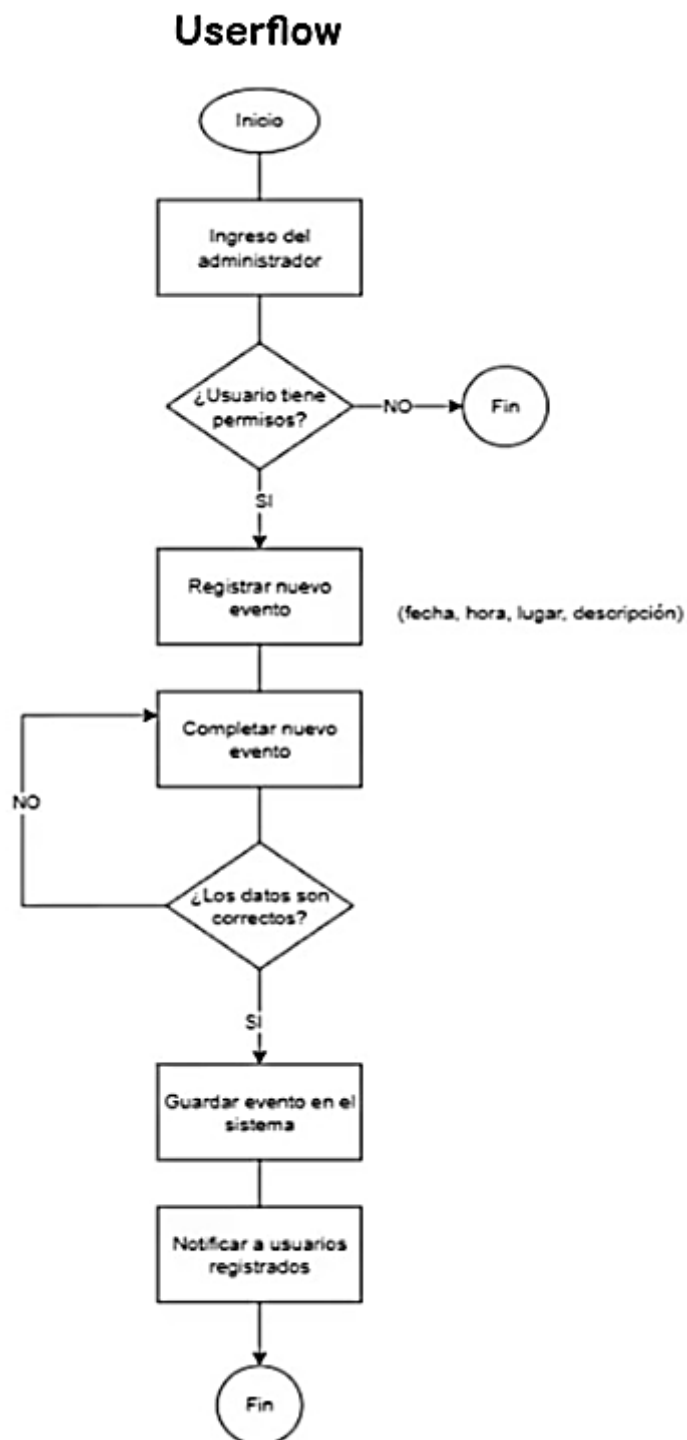 Userflow
Inicio
Ingreso del
administrador
¿Usuario tiene
permisos?
NO
Fin
SI
Registrar nuevo
evento
(fecha, hora, lugar, descripción)
Completar nuevo
evento
NO
¿Los datos son
correctos?
SI
Guardar evento en el
sistema
Notificar a usuarios
registrados
Fin